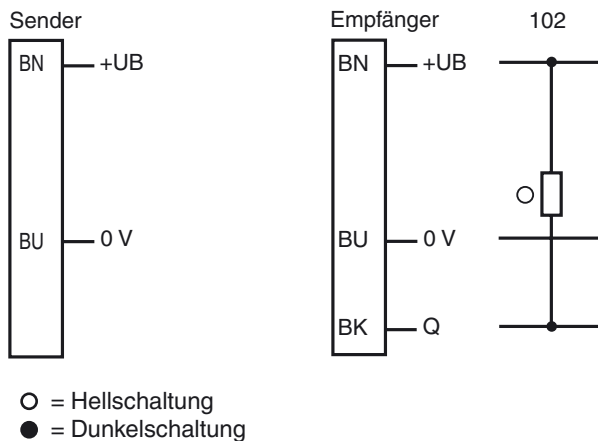 Sender
BN +UB
BU 0 V
Empfänger 102
BN +UB
BU 0 V
BK Q
= Hellschaltung
= Dunkelschaltung